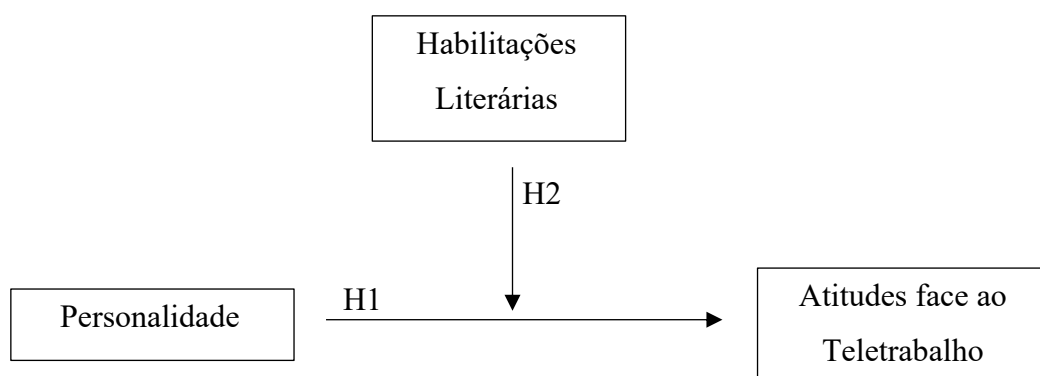 Habilitações
Literárias
H2
H1
Personalidade
Atitudes face ao
Teletrabalho